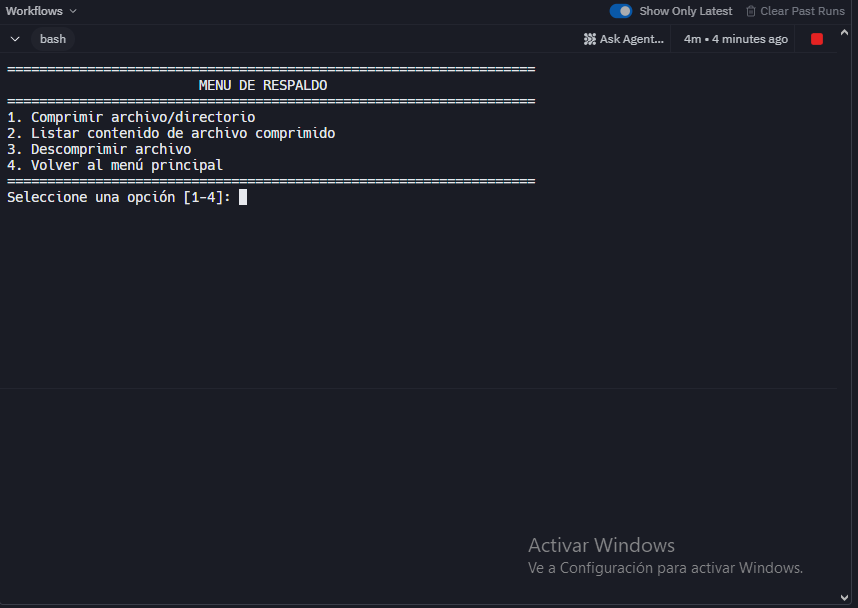 Workflows
Show Only Latest
Clear Past Runs
bash
Ask Agent...
4m • 4 minutes ago
==================================================================
MENU DE RESPALDO
==================================================================
1. Comprimir archivo/directorio
2. Listar contenido de archivo comprimido
3. Descomprimir archivo
4. Volver al menú principal
==================================================================
Seleccione una opción [1-4]:
Activar Windows
Ve a Configuración para activar Windows.